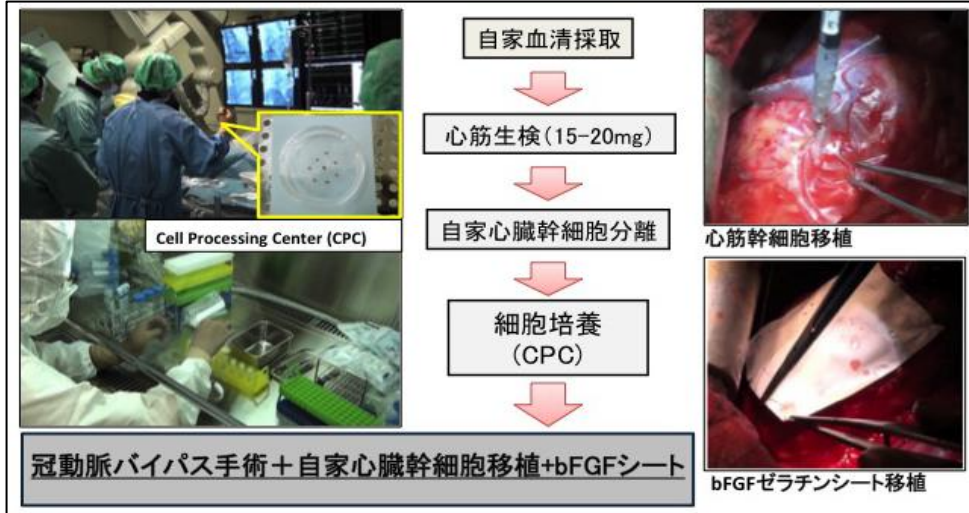 自家血清採取
心筋生検(15-20mg)
自家心臓幹細胞分離
細胞培養
(CPC)
冠動脈バイパス手術+自家心臓幹細胞移植+bFGFシート
Cell Processing Center (CPC)
心筋幹細胞移植
bFGFゼラチンシート移植